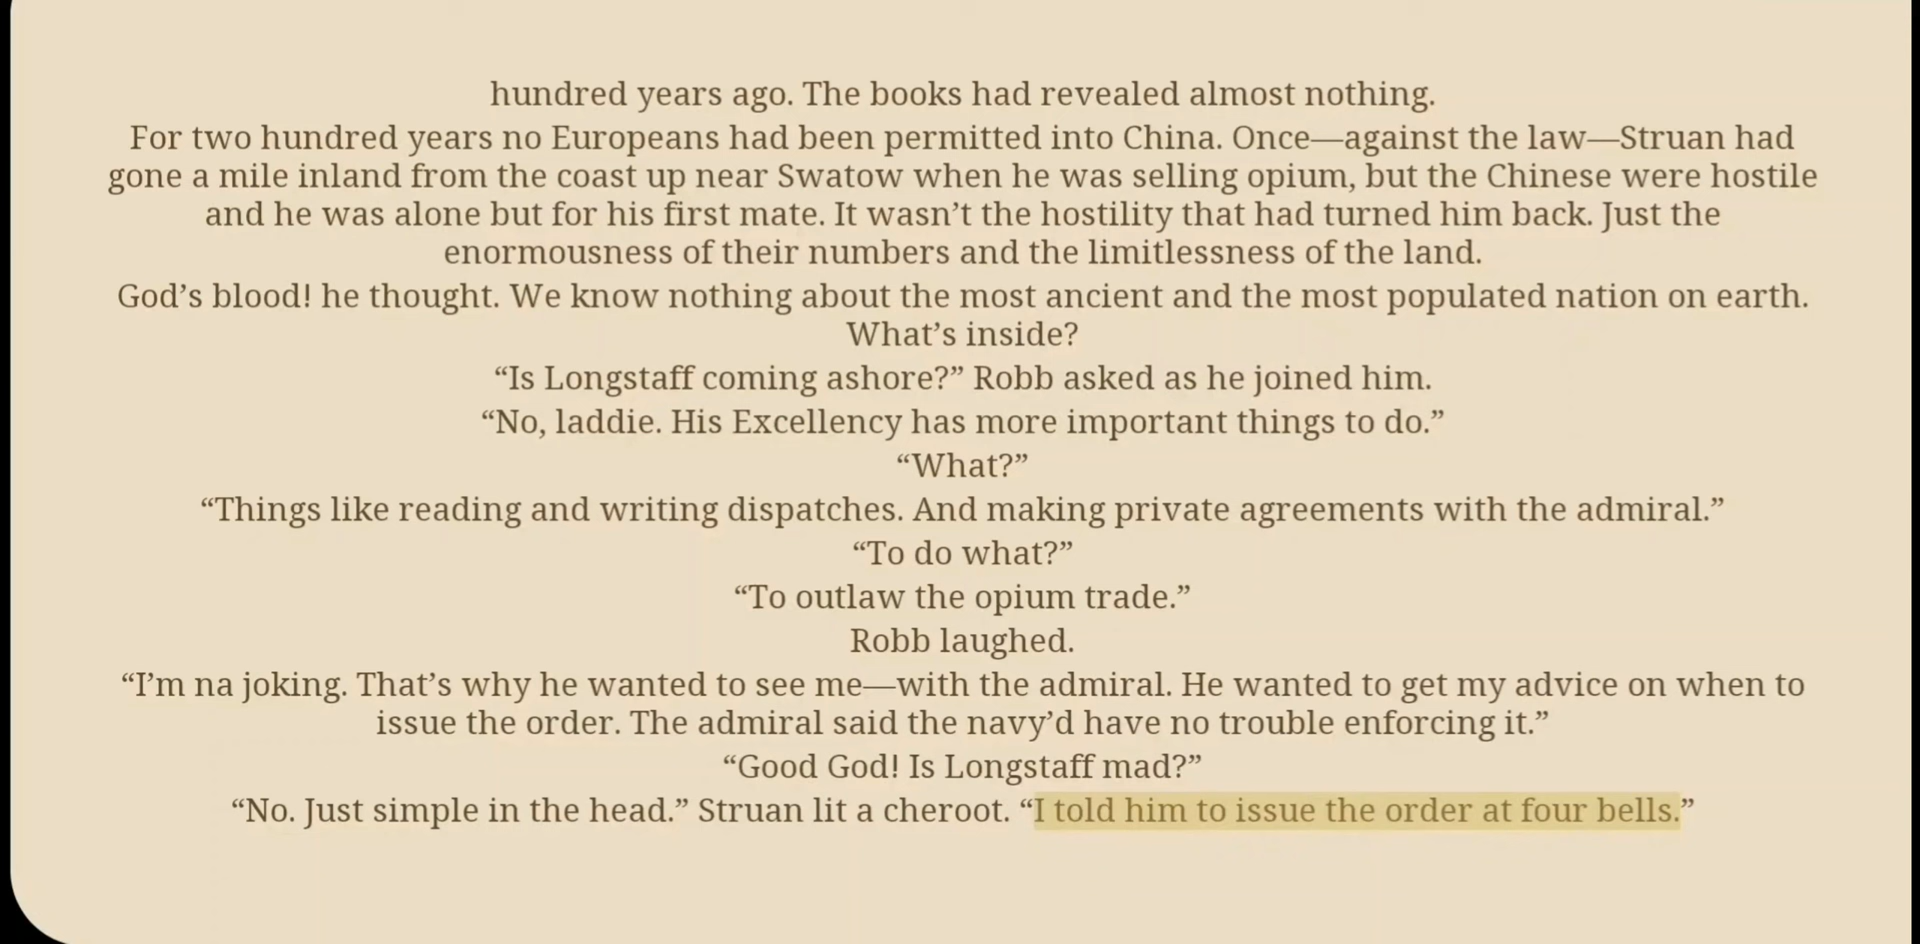 hundred years ago. The books had revealed almost nothing.
For two hundred years no Europeans had been permitted into China. Once—against the law—Struan had
gone a mile inland from the coast up near Swatow when he was selling opium, but the Chinese were hostile
and he was alone but for his first mate. It wasn’t the hostility that had turned him back. Just the
enormousness of their numbers and the limitlessness of the land.
God’s blood! he thought. We know nothing about the most ancient and the most populated nation on earth.
What’s inside?
“Is Longstaff coming ashore?” Robb asked as he joined him.
“No, laddie. His Excellency has more important things to do.”
“What?”
“Things like reading and writing dispatches. And making private agreements with the admiral.”
“To do what?”
“To outlaw the opium trade.”
Robb laughed.
“I’m na joking. That’s why he wanted to see me—with the admiral. He wanted to get my advice on when to
issue the order. The admiral said the navy’d have no trouble enforcing it.”
“Good God! Is Longstaff mad?”
“No. Just simple in the head.” Struan lit a cheroot. “I told him to issue the order at four bells.”